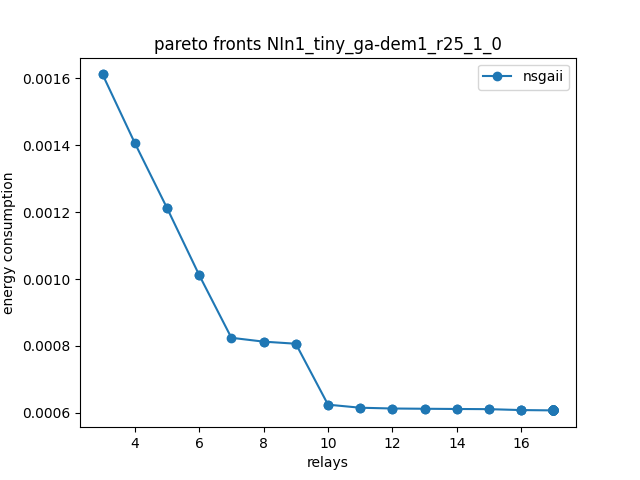 pareto fronts NIn1_tiny_ga-dem1_r25_1_0
nsgaii
0.0016
0.0014
0.0012
0.0010
0.0008
0.0006
energy consumption
4 6 8 10 12 14 16
relays